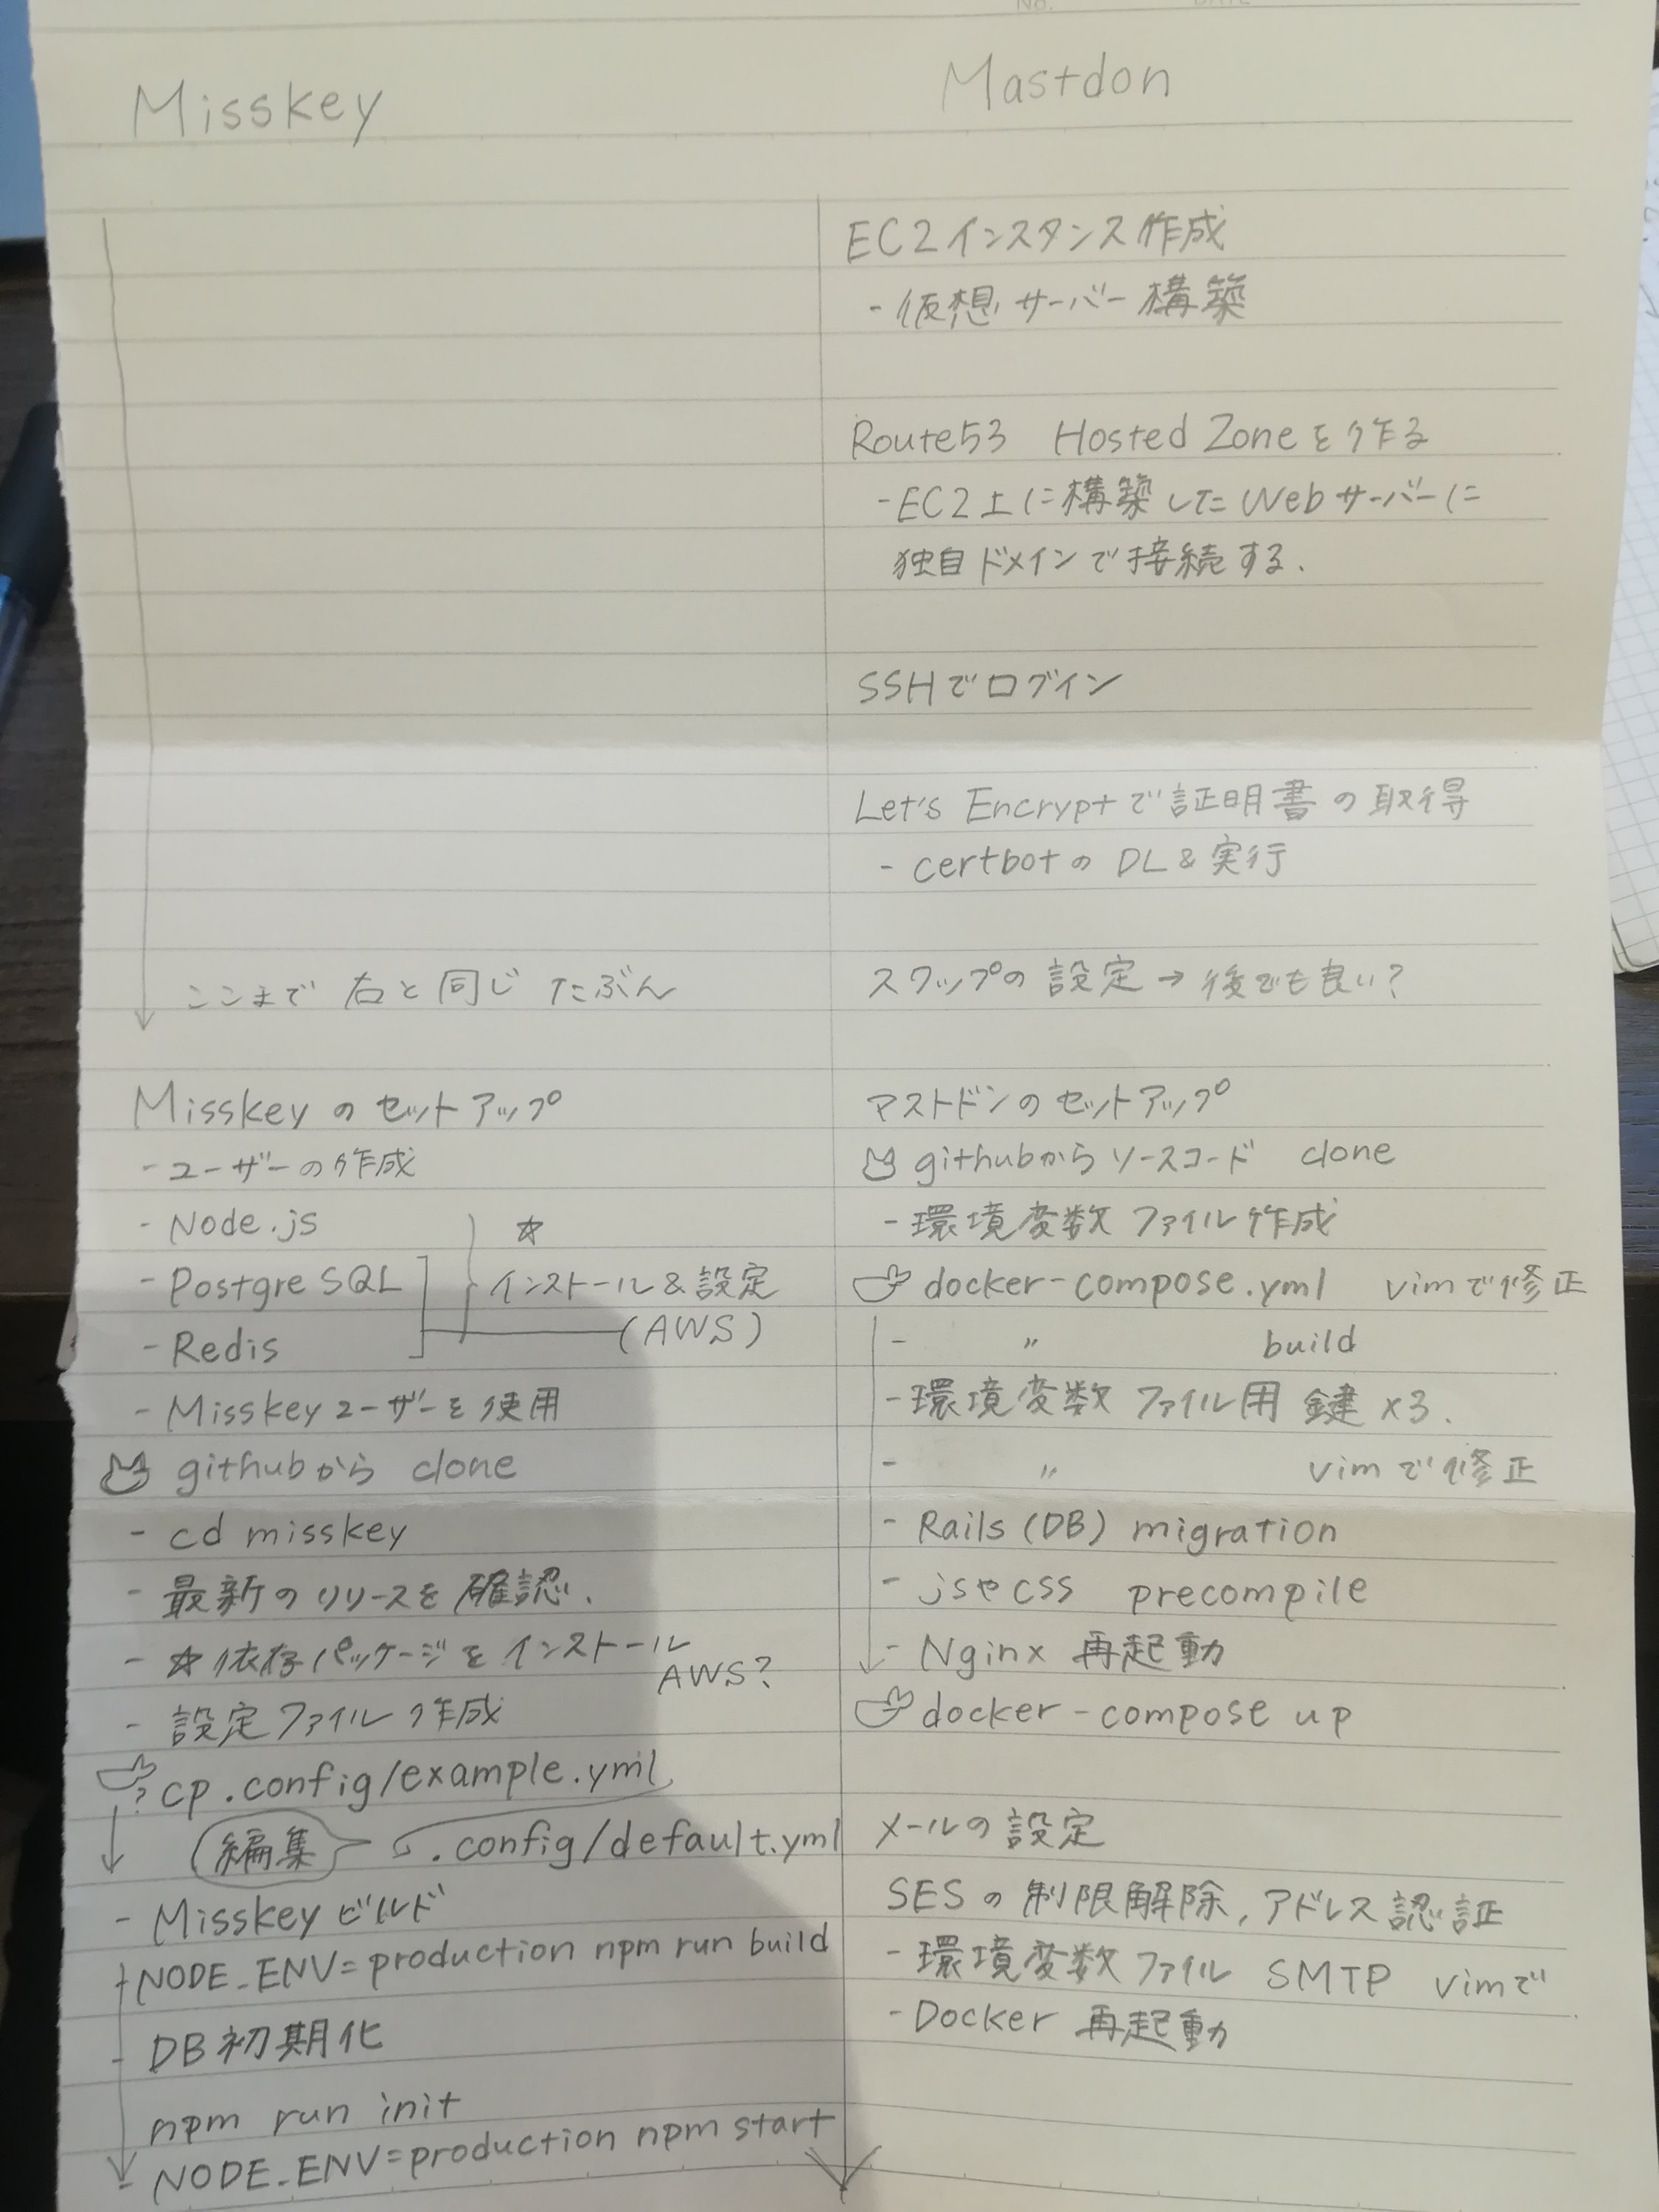 Misskey
ここまで 右と同じ たぶん
Misskey のセットアップ
- ユーザーの作成
- Node.js
☆
- PostgreSQL
インストール&設定
(AWS)
- Redis
- Misskeyユーザーを使用
githubから clone
- cd misskey
- 最新のリリースを確認.
- ☆依存パッケージをインストール
AWS?
- 設定ファイル作成
? cp .config/example.yml
編集 .config/default.yml
- Misskey ビルド
- NODE_ENV=production npm run build
- DB初期化
npm run init
- NODE_ENV=production npm start
Mastdon
EC2インスタンス作成
- 仮想サーバー構築
Route53 Hosted Zoneを作る
- EC2上に構築したWebサーバーに
独自ドメインで接続する.
SSHでログイン
Let's Encryptで証明書の取得
- certbotの DL&実行
スワップの設定→後でも良い?
マストドンのセットアップ
githubからソースコード clone
- 環境変数ファイル作成
docker-compose.yml vimで修正
- 〃 build
- 環境変数ファイル用 鍵×3.
- 〃 vimで修正
- Rails (DB) migration
- jsやcss precompile
- Nginx 再起動
docker-compose up
メールの設定
SESの制限解除, アドレス認証
- 環境変数ファイル SMTP vimで
- Docker 再起動